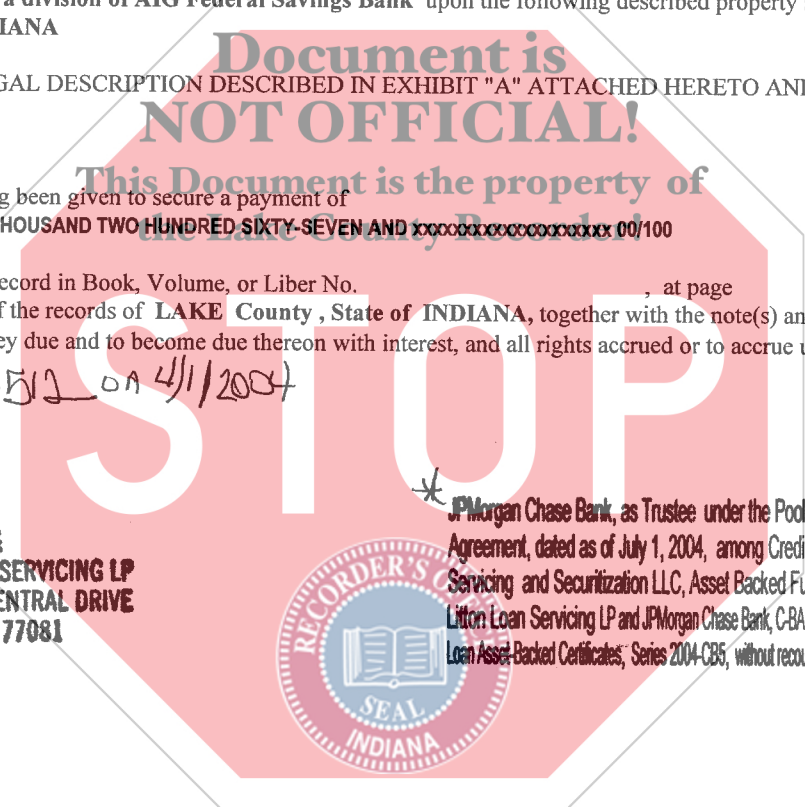 a division of AIG Federal Savings Bank upon the following described property
IANA
Document is
GAL DESCRIPTION DESCRIBED IN EXHIBIT "A" ATTACHED HERETO AN
NOT OFFICIAL!
This Document is the property of
g been given to secure a payment of
HOUSAND TWO HUNDRED SIXTY-SEVEN AND xxxxxxxxxxxxxxxxxxxx 00/100
the Lake County Recorder!
ecord in Book, Volume, or Liber No. , at page
f the records of LAKE County , State of INDIANA, together with the note(s) an
ey due and to become due thereon with interest, and all rights accrued or to accrue u
512 on 4/1/2004
STOP
* JPMorgan Chase Bank, as Trustee under the Pool
Agreement, dated as of July 1, 2004, among Credi
SERVICING LP
Servicing and Securitization LLC, Asset Backed Fu
ENTRAL DRIVE
Litton Loan Servicing LP and JPMorgan Chase Bank, C-BA
77081
Loan Asset-Backed Certificates, Series 2004-CB5, without recou
RECORDER'S OFFICE
SEAL
INDIANA